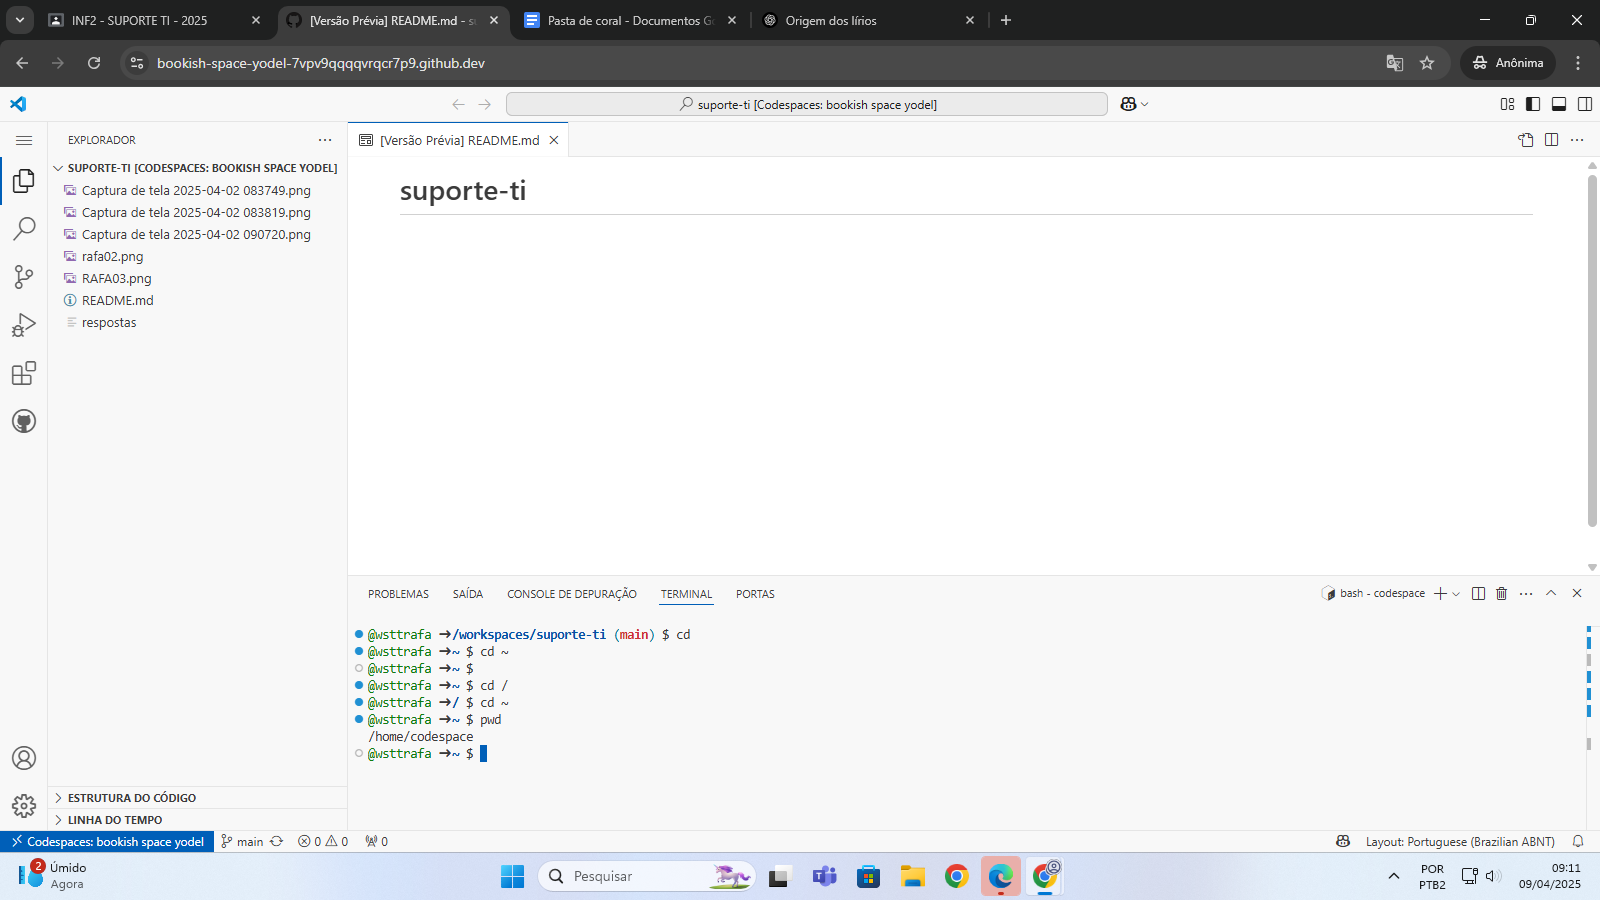 INF2 - SUPORTE TI - 2025
[Versão Prévia] README.md - su
Pasta de coral - Documentos Go
Origem dos lírios
bookish-space-yodel-7vpv9qqqqvrqcr7p9.github.dev
Anônima
suporte-ti [Codespaces: bookish space yodel]
EXPLORADOR
[Versão Prévia] README.md
SUPORTE-TI [CODESPACES: BOOKISH SPACE YODEL]
Captura de tela 2025-04-02 083749.png
Captura de tela 2025-04-02 083819.png
Captura de tela 2025-04-02 090720.png
rafa02.png
RAFA03.png
README.md
respostas
suporte-ti
PROBLEMAS SAÍDA CONSOLE DE DEPURAÇÃO TERMINAL PORTAS
bash - codespace
@wsttrafa ➜/workspaces/suporte-ti (main) $ cd
@wsttrafa ➜~ $ cd ~
@wsttrafa ➜~ $
@wsttrafa ➜~ $ cd /
@wsttrafa ➜/ $ cd ~
@wsttrafa ➜~ $ pwd
/home/codespace
@wsttrafa ➜~ $
ESTRUTURA DO CÓDIGO
LINHA DO TEMPO
Codespaces: bookish space yodel
main
0 0
0
Layout: Portuguese (Brazilian ABNT)
2
Úmido
Agora
Pesquisar
POR
PTB2
09:11
09/04/2025